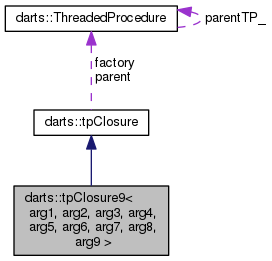 darts::ThreadedProcedure
parentTP_
factory
parent
darts::tpClosure
darts::tpClosure9<
arg1, arg2, arg3, arg4,
arg5, arg6, arg7, arg8,
arg9 >